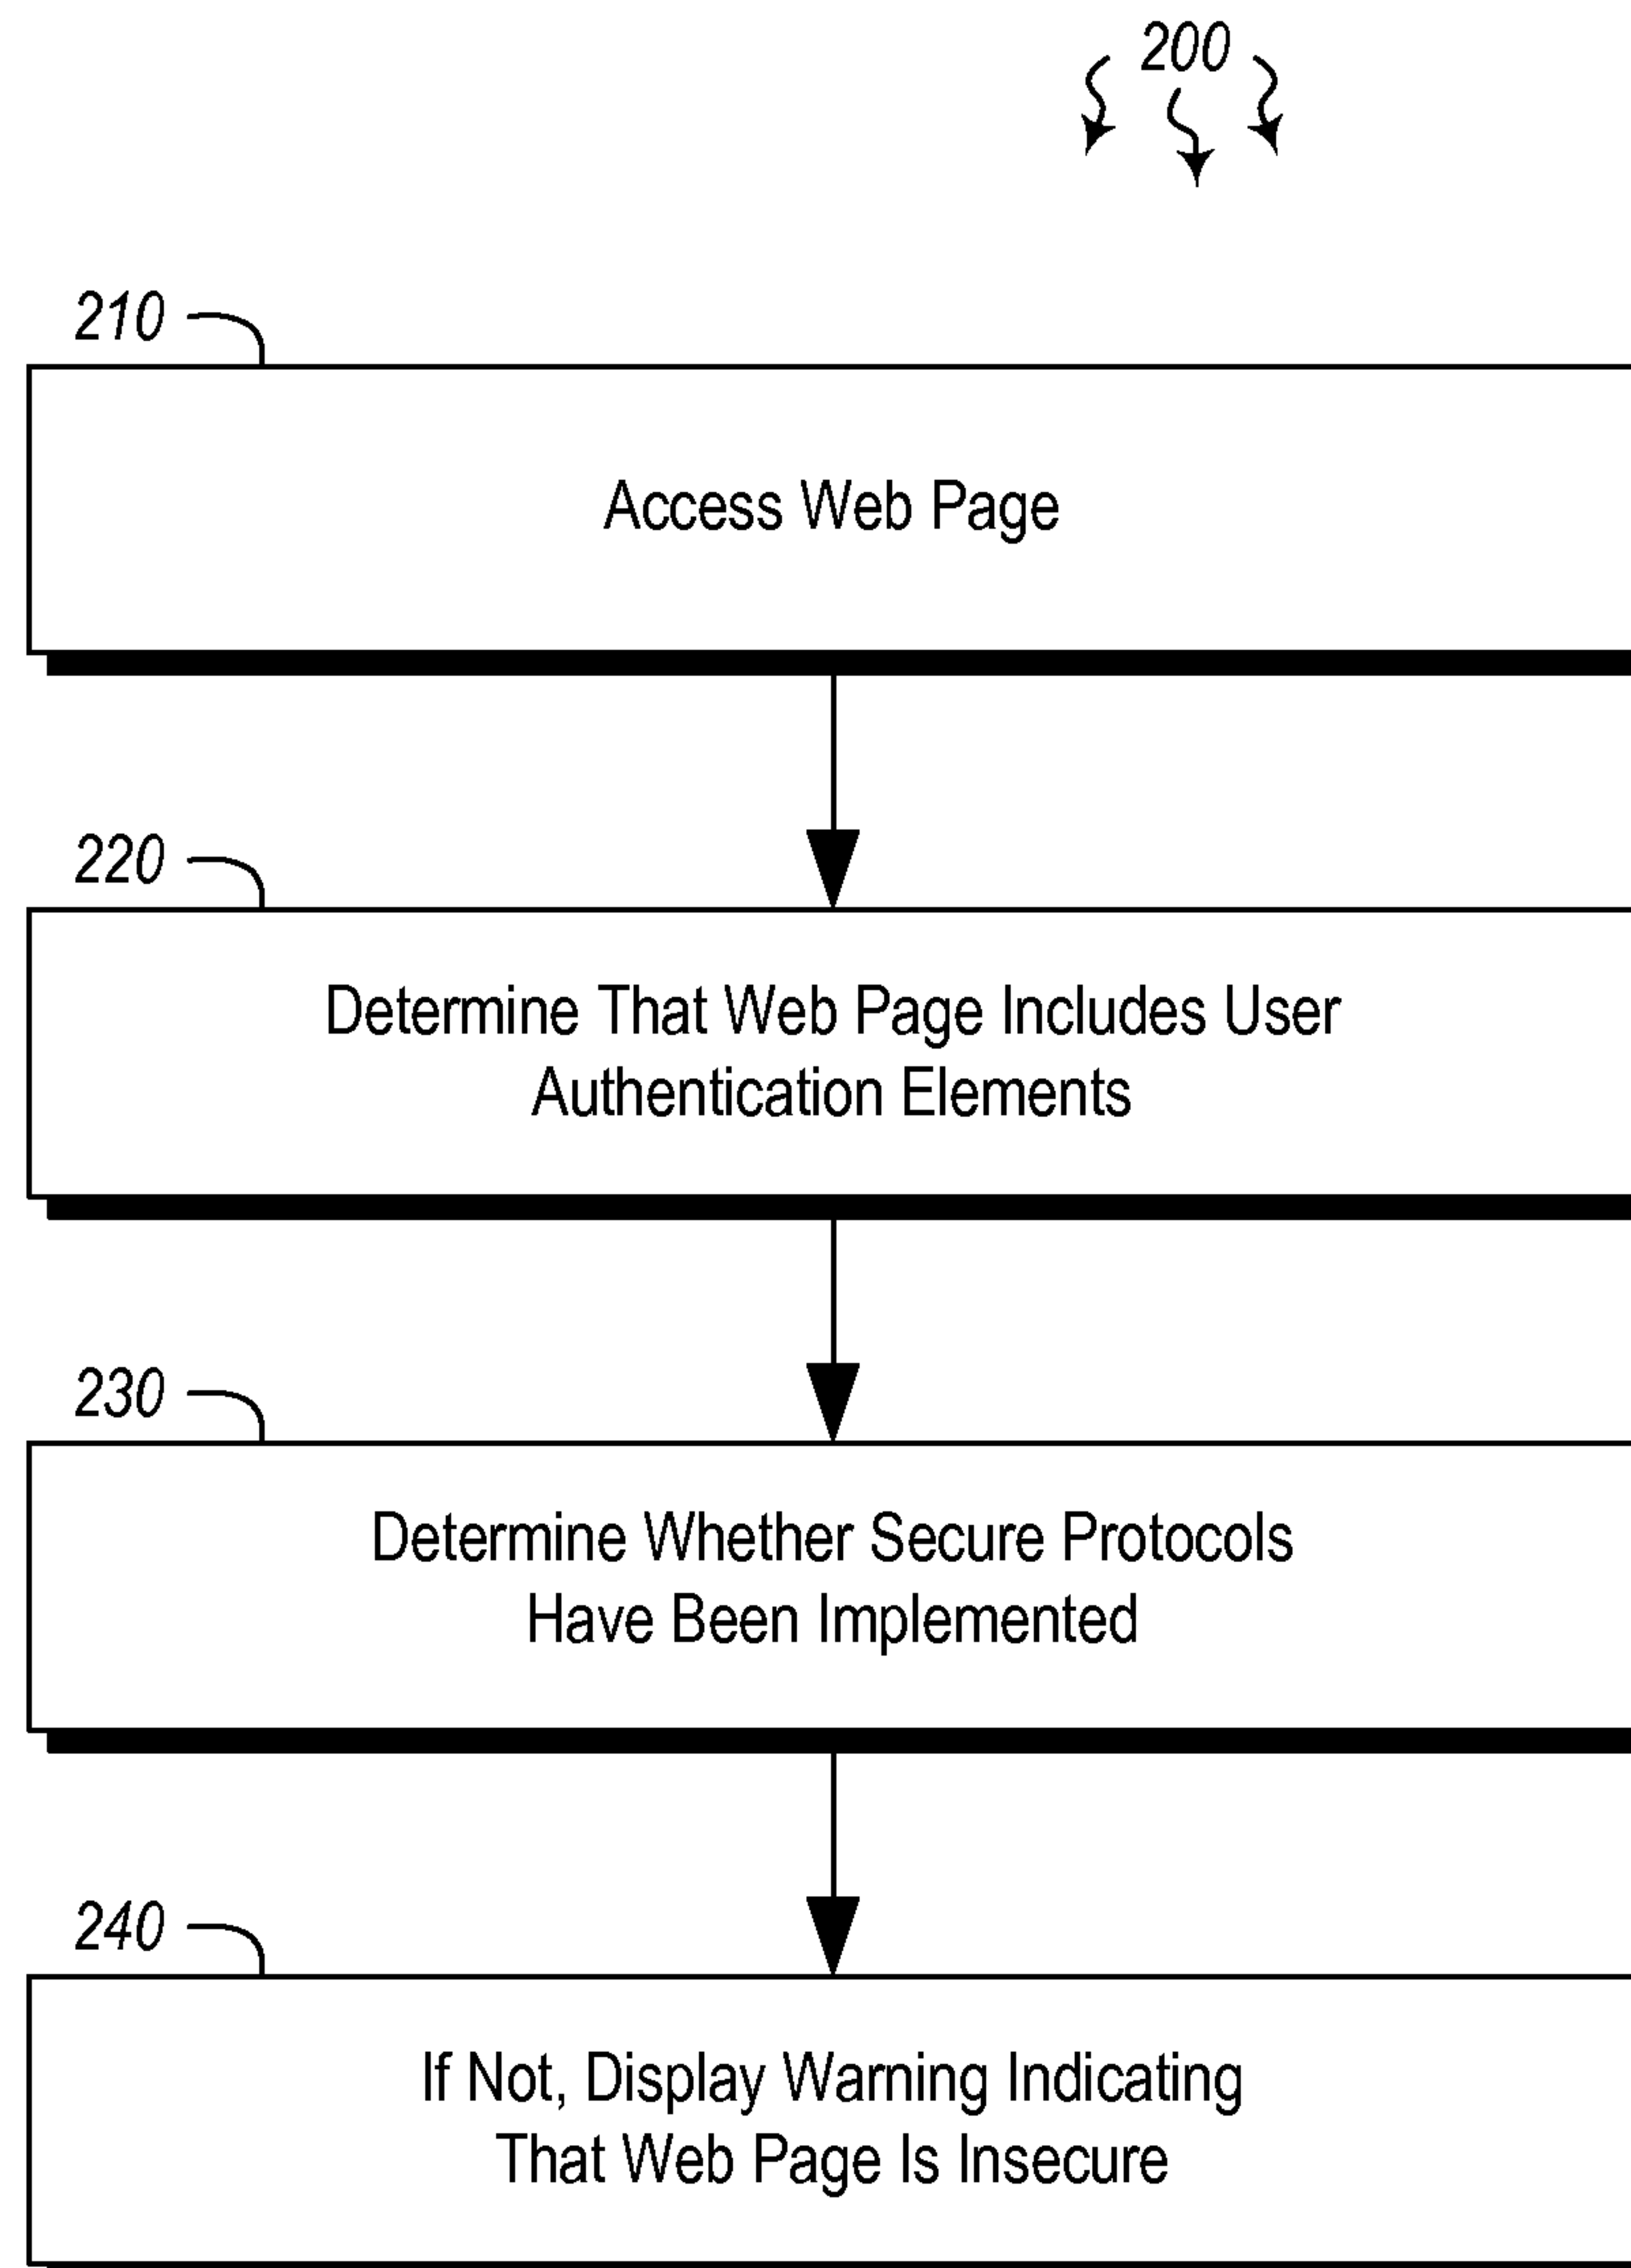 200
210
Access Web Page
220
Determine That Web Page Includes User
Authentication Elements
230
Determine Whether Secure Protocols
Have Been Implemented
240
If Not, Display Warning Indicating
That Web Page Is Insecure